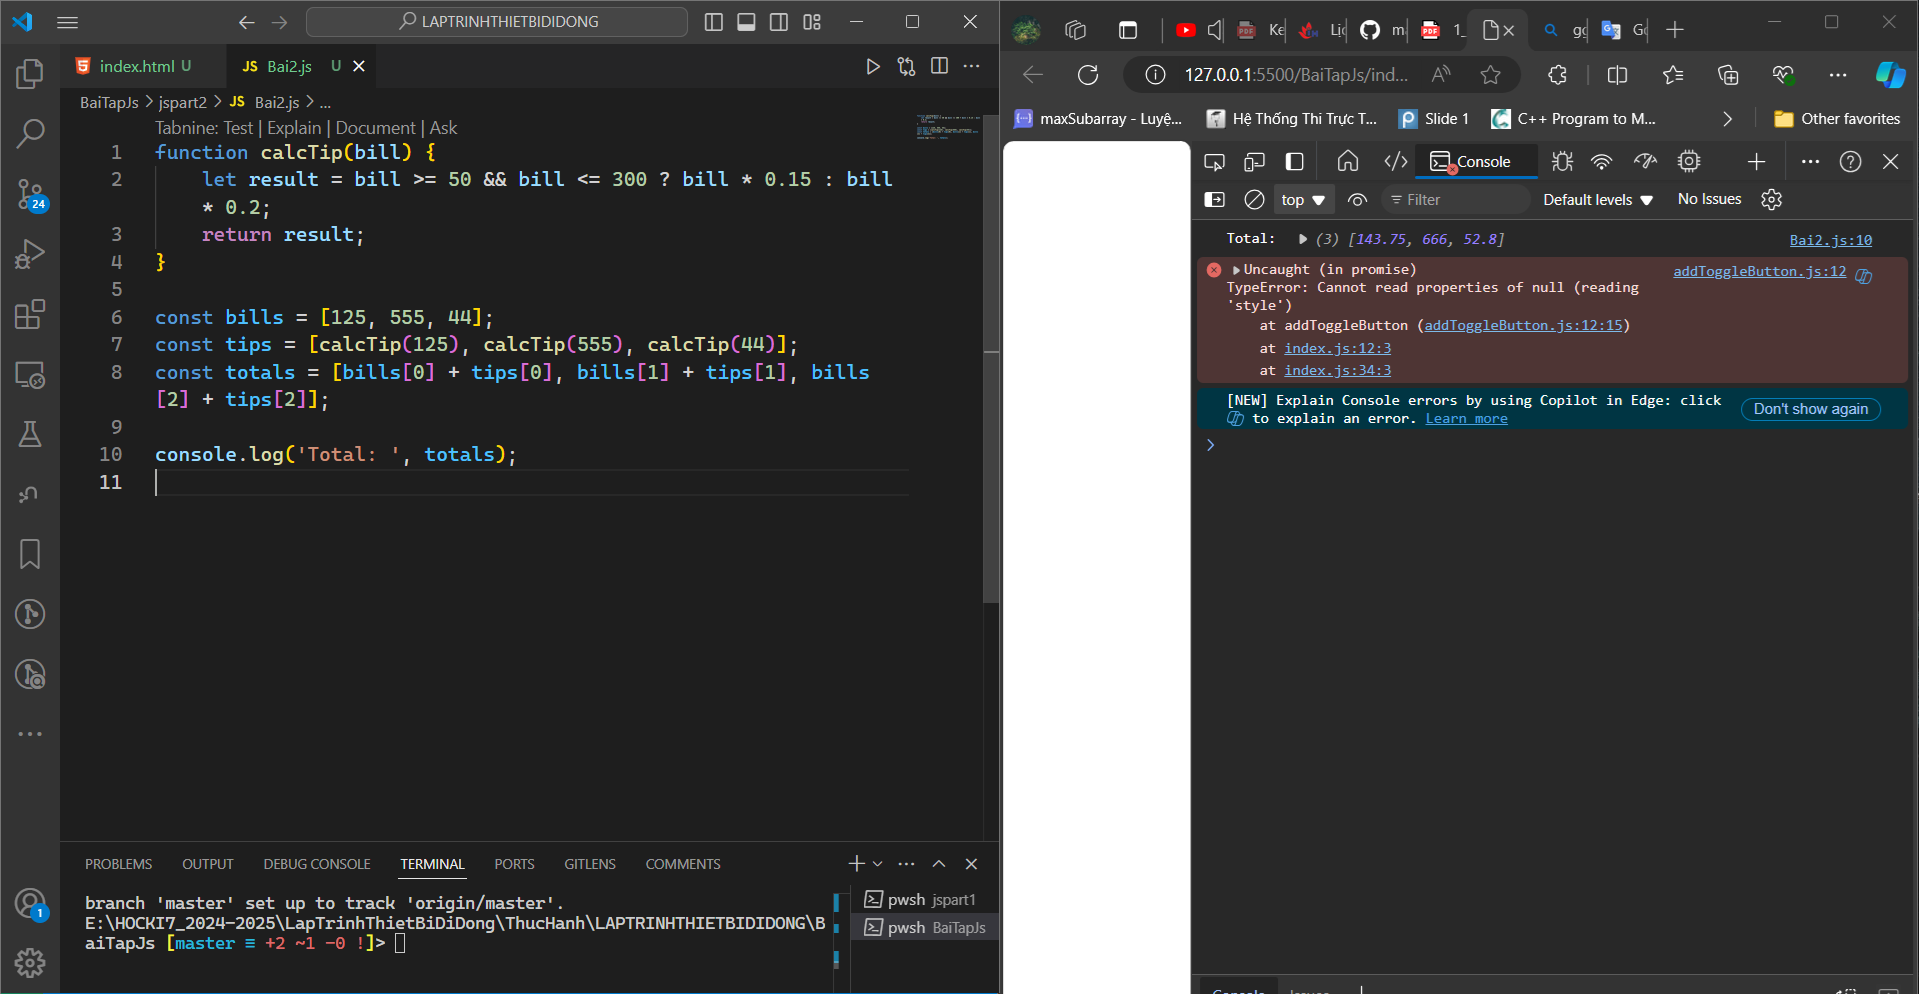 LAPTRINHTHIETBIDIDONG
index.html U
JS Bai2.js U
BaiTapJs > jspart2 > JS Bai2.js > ...
Tabnine: Test | Explain | Document | Ask
1 function calcTip(bill) {
2 let result = bill >= 50 && bill <= 300 ? bill * 0.15 : bill
* 0.2;
3 return result;
4 }
5
6 const bills = [125, 555, 44];
7 const tips = [calcTip(125), calcTip(555), calcTip(44)];
8 const totals = [bills[0] + tips[0], bills[1] + tips[1], bills
[2] + tips[2]];
9
10 console.log('Total: ', totals);
11
24
1
PROBLEMS OUTPUT DEBUG CONSOLE TERMINAL PORTS GITLENS COMMENTS
branch 'master' set up to track 'origin/master'.
E:\HOCKI7_2024-2025\LapTrinhThietBiDiDong\ThucHanh\LAPTRINHTHIETBIDIDONG\B
aiTapJs [master ≡ +2 ~1 -0 !]>
pwsh jspart1
pwsh BaiTapJs
PDF Ke Lịc m PDF 1_ gc Gc
127.0.0.1:5500/BaiTapJs/ind...
maxSubarray - Luyệ... Hệ Thống Thi Trực T... Slide 1 C++ Program to M... Other favorites
Console
top Filter Default levels No Issues
Total: (3) [143.75, 666, 52.8] Bai2.js:10
Uncaught (in promise) addToggleButton.js:12
TypeError: Cannot read properties of null (reading
'style')
at addToggleButton (addToggleButton.js:12:15)
at index.js:12:3
at index.js:34:3
[NEW] Explain Console errors by using Copilot in Edge: click
to explain an error. Learn more
Don't show again
Console Issues